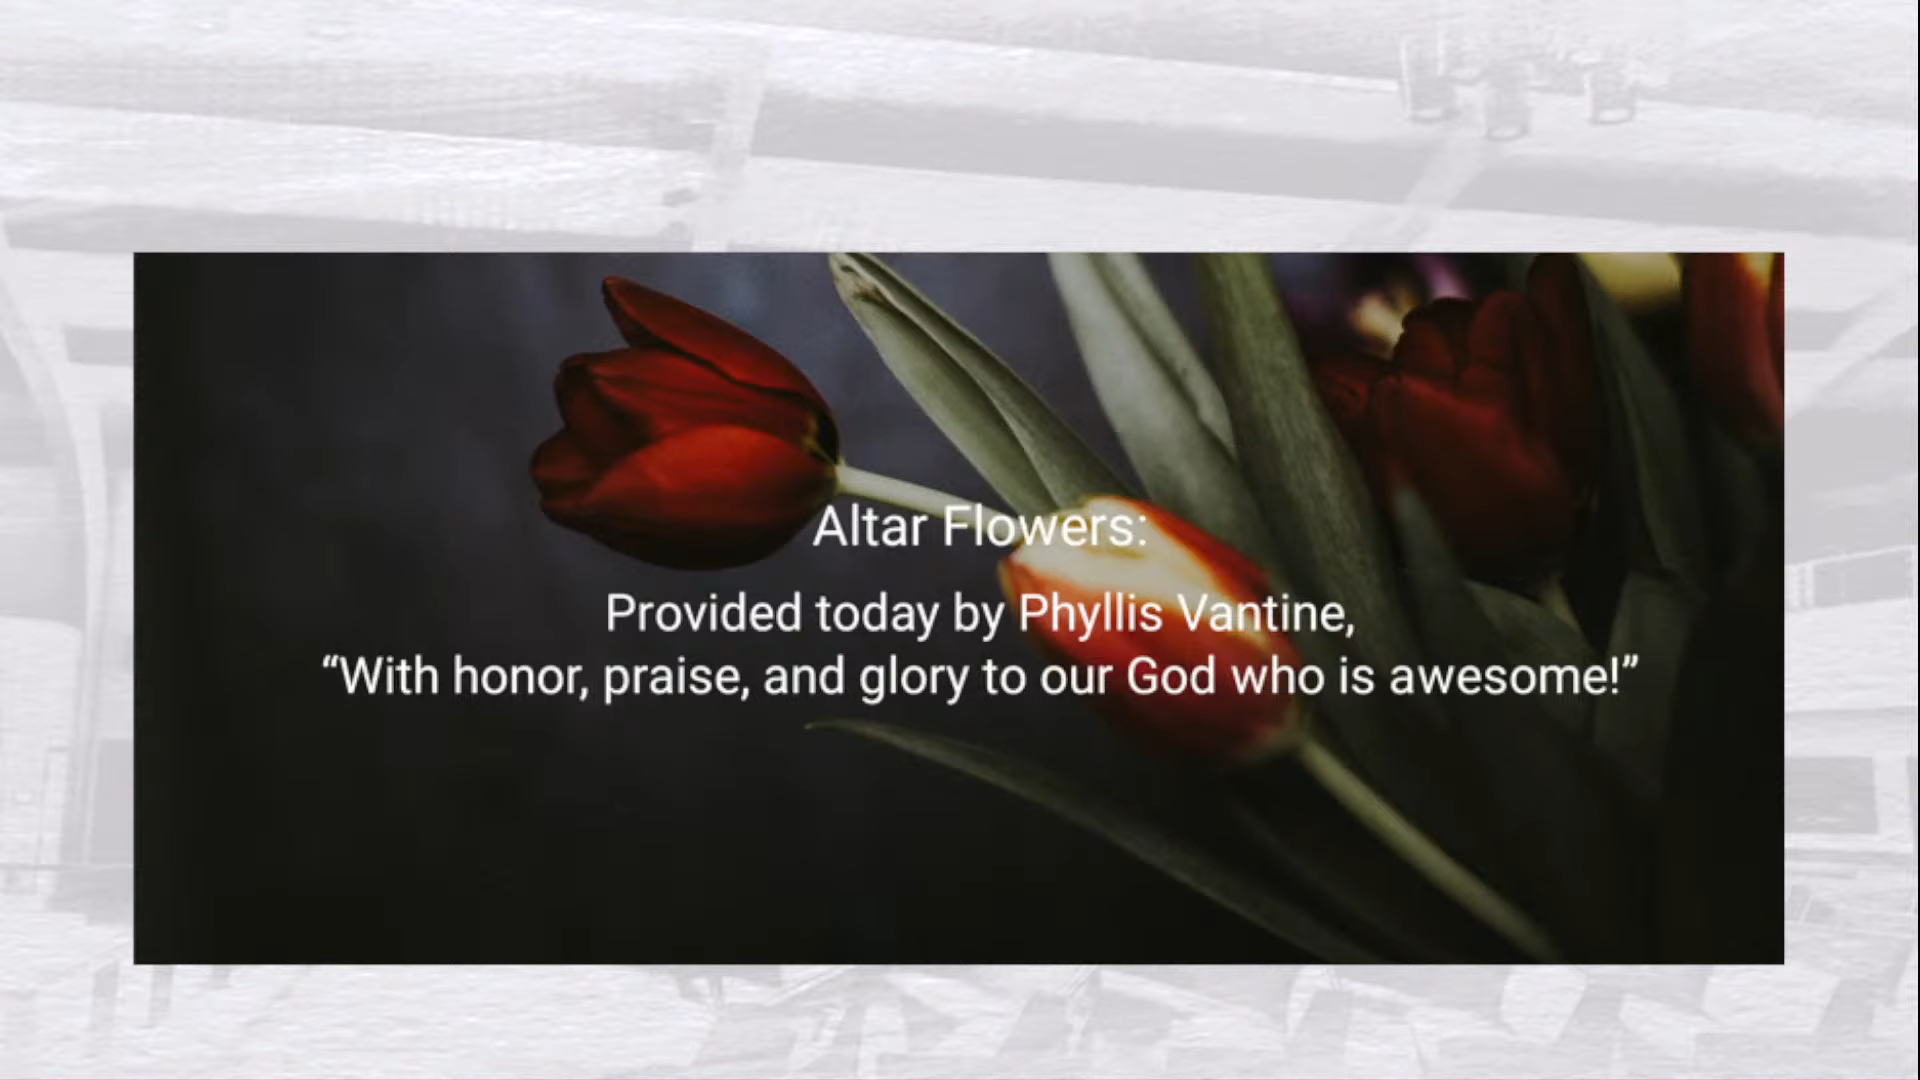 Altar Flowers:
Provided today by Phyllis Vantine,
“With honor, praise, and glory to our God who is awesome!”